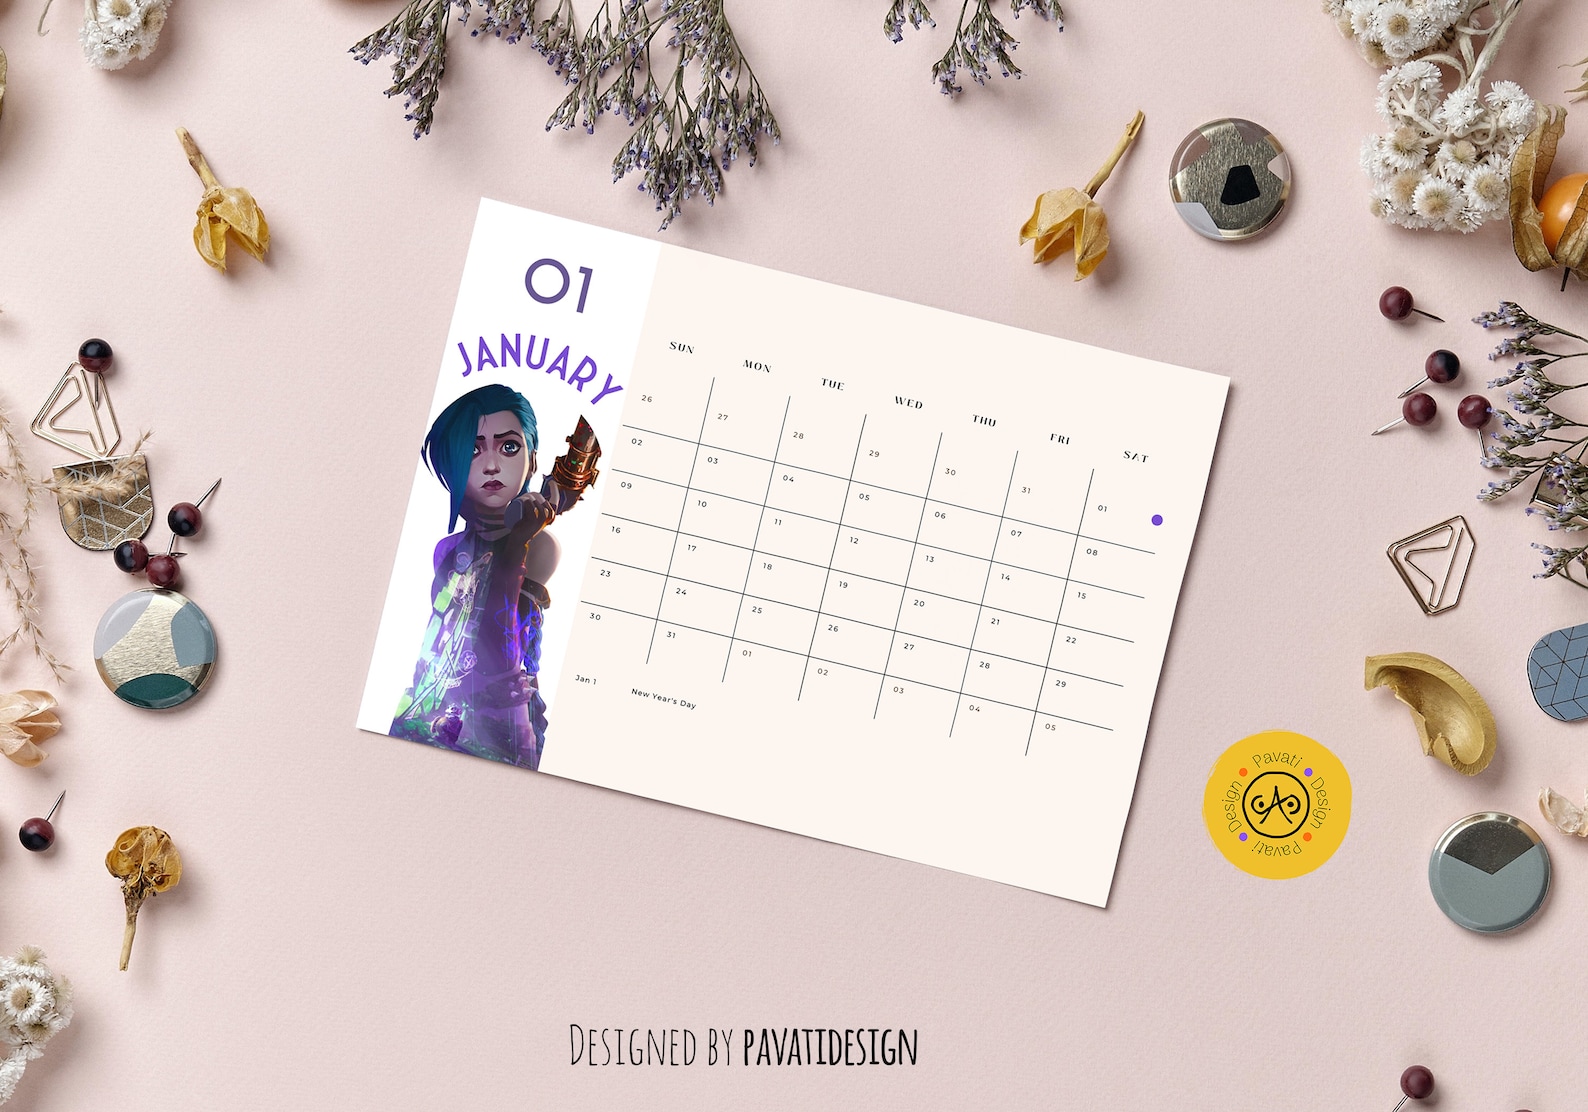 01
JANUARY
SUN MON TUE WED THU FRI SAT
26 27 28 29 30 31 01
02 03 04 05 06 07 08
09 10 11 12 13 14 15
16 17 18 19 20 21 22
23 24 25 26 27 28 29
30 31 01 02 03 04 05
Jan 1 New Year's Day
Pavati Design Pavati Design
DESIGNED BY PAVATIDESIGN